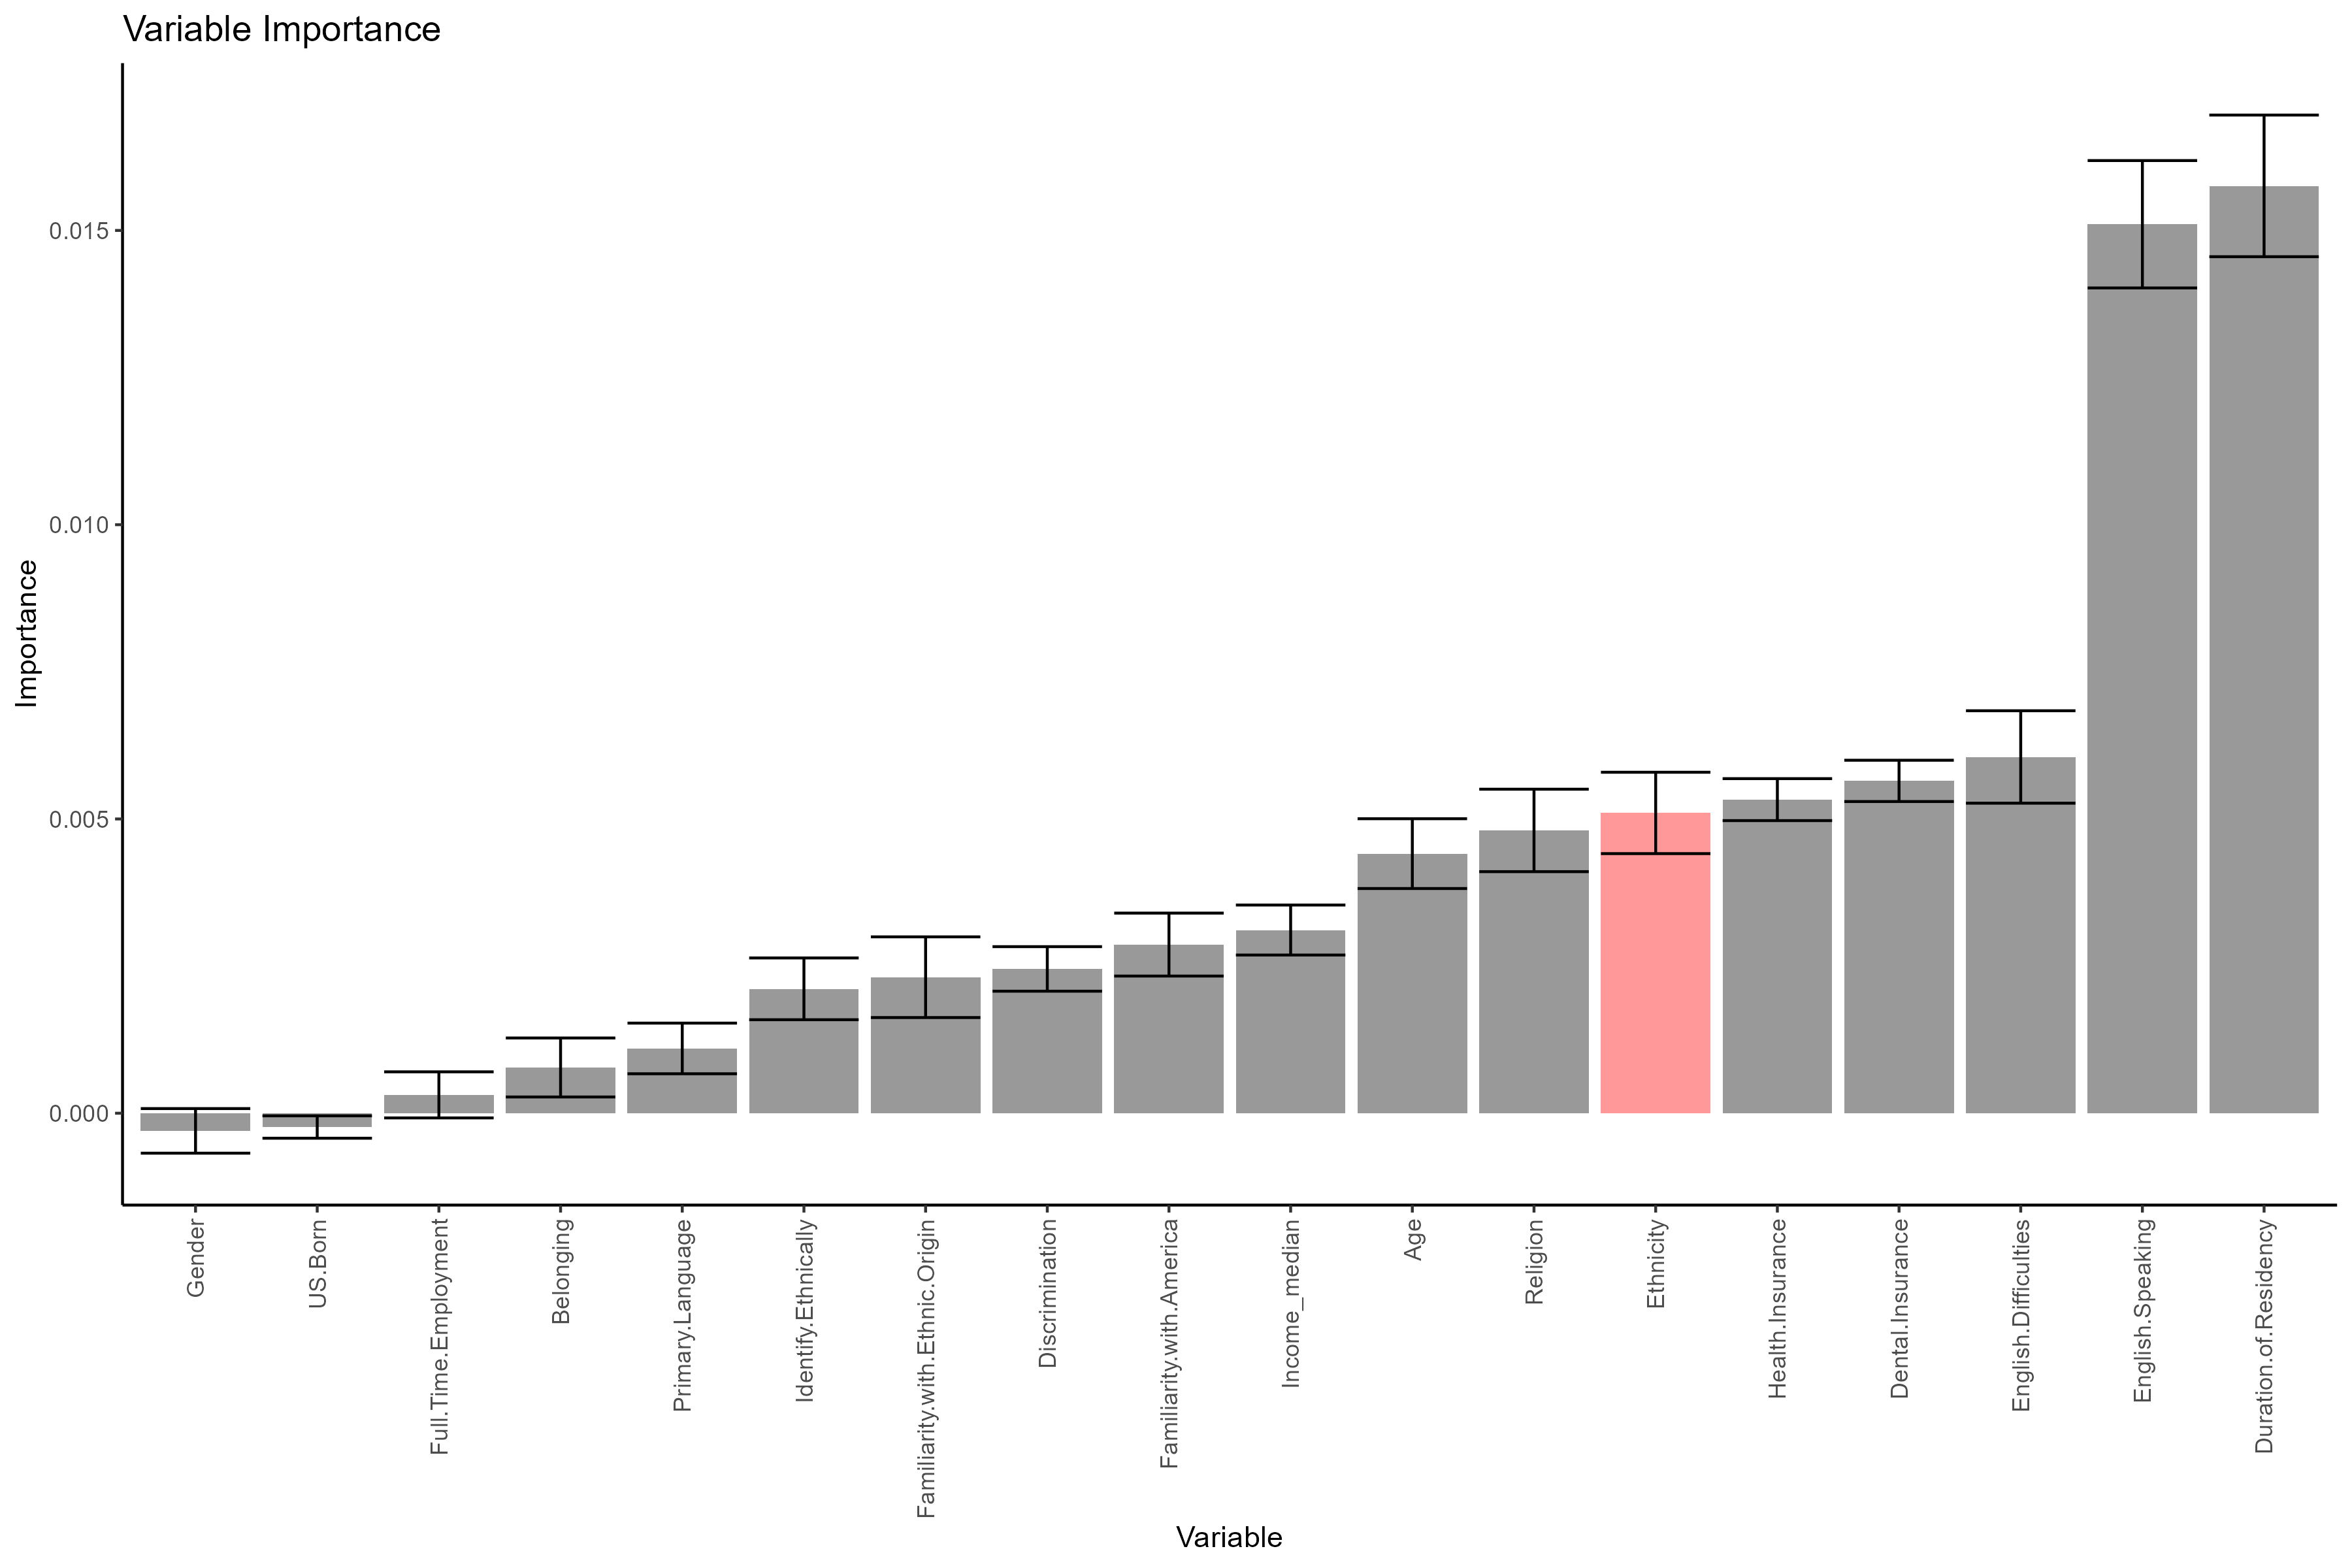 Variable Importance
Importance
0.015
0.010
0.005
0.000
Gender
US.Born
Full.Time.Employment
Belonging
Primary.Language
Identify.Ethnically
Familiarity.with.Ethnic.Origin
Discrimination
Familiarity.with.America
Income_median
Age
Religion
Ethnicity
Health.Insurance
Dental.Insurance
English.Difficulties
English.Speaking
Duration.of.Residency
Variable